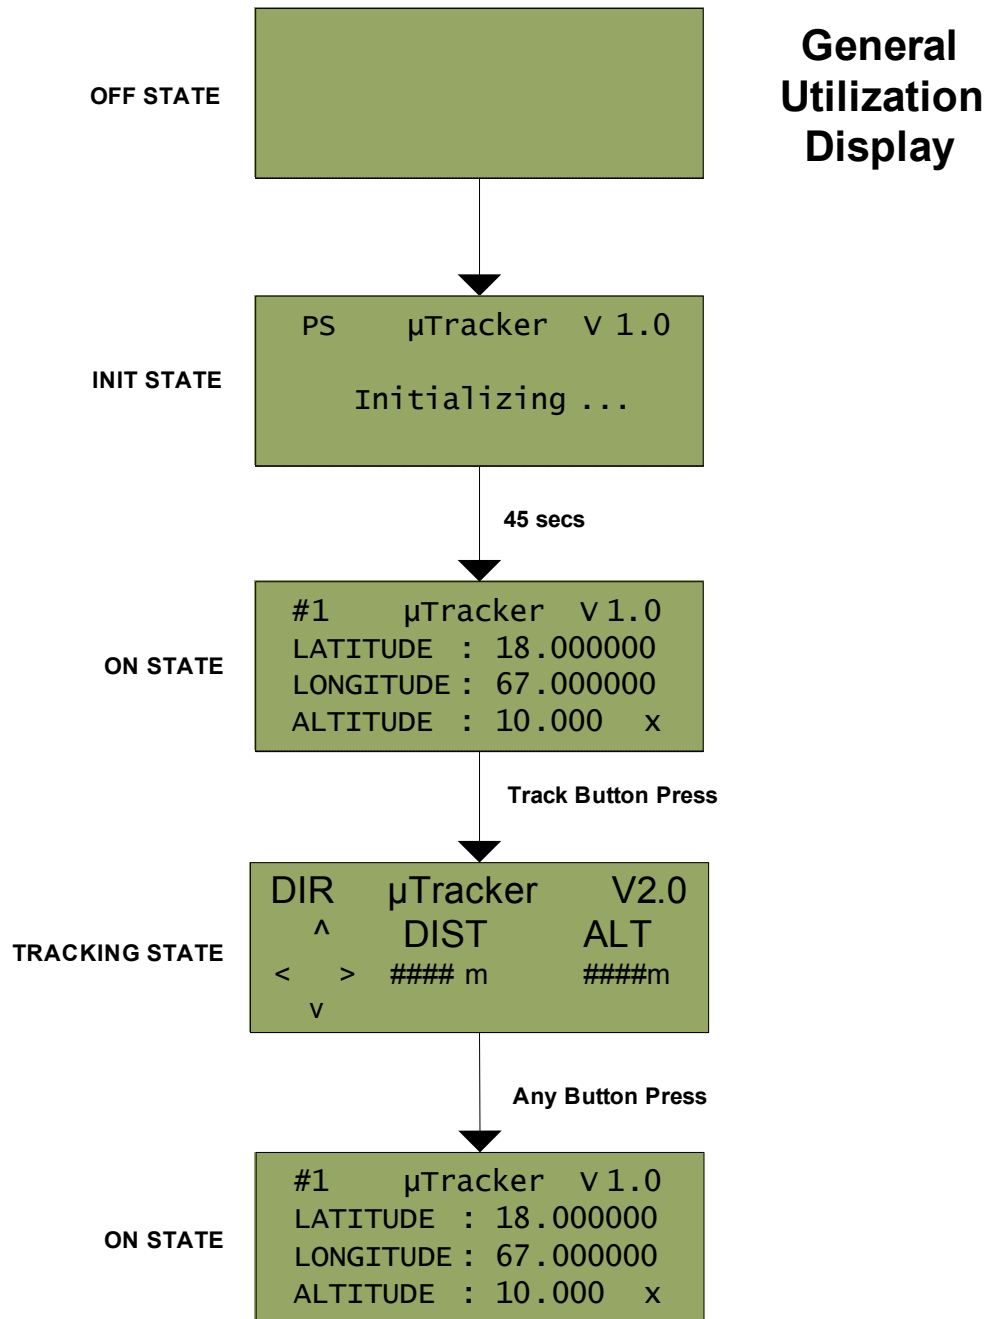 General
Utilization
Display
OFF STATE
INIT STATE
PS µTracker V 1.0
Initializing ...
45 secs
ON STATE
#1 µTracker V 1.0
LATITUDE : 18.000000
LONGITUDE : 67.000000
ALTITUDE : 10.000 x
Track Button Press
TRACKING STATE
DIR µTracker V2.0
^ DIST ALT
< > #### m ####m
v
Any Button Press
ON STATE
#1 µTracker V 1.0
LATITUDE : 18.000000
LONGITUDE : 67.000000
ALTITUDE : 10.000 x